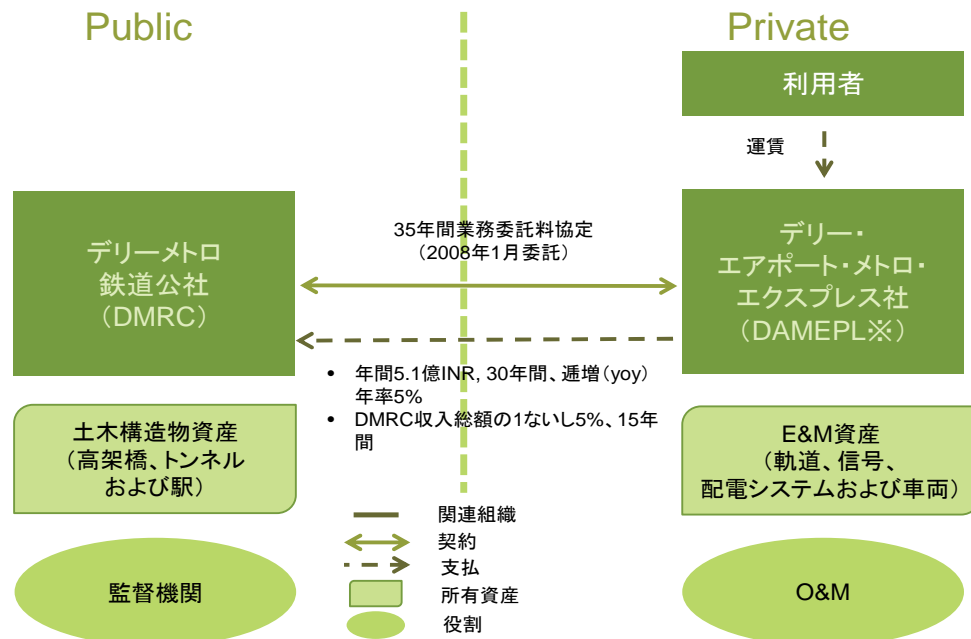 Public
Private
利用者
運賃
デリーメトロ
鉄道公社
（DMRC）
35年間業務委託料協定
（2008年1月委託）
デリー・
エアポート・メトロ・
エクスプレス社
（DAMEPL※）
• 年間5.1億INR, 30年間、逓増（yoy）
年率5%
• DMRC収入総額の1ないし5%、15年
間
土木構造物資産
（高架橋、トンネル
および駅）
E&M資産
（軌道、信号、
配電システムおよび車両）
関連組織
契約
支払
所有資産
役割
監督機関
O&M